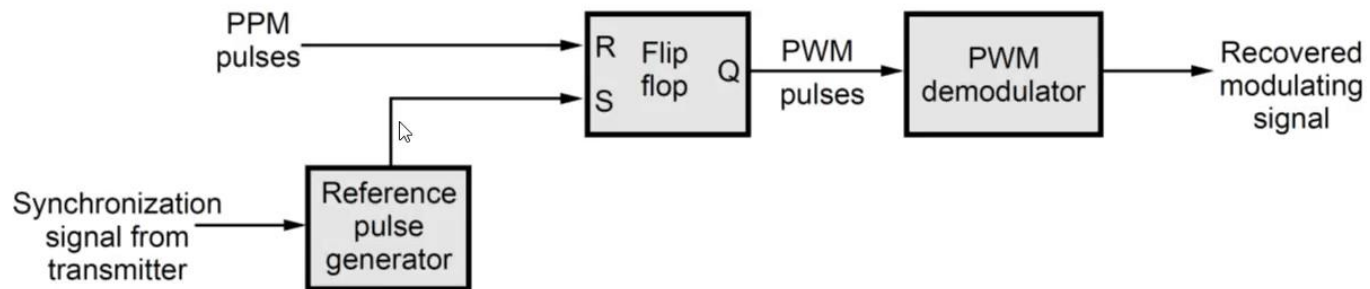 PPM
pulses
R
Flip
flop
Q
S
PWM
pulses
PWM
demodulator
Recovered
modulating
signal
Synchronization
signal from
transmitter
Reference
pulse
generator